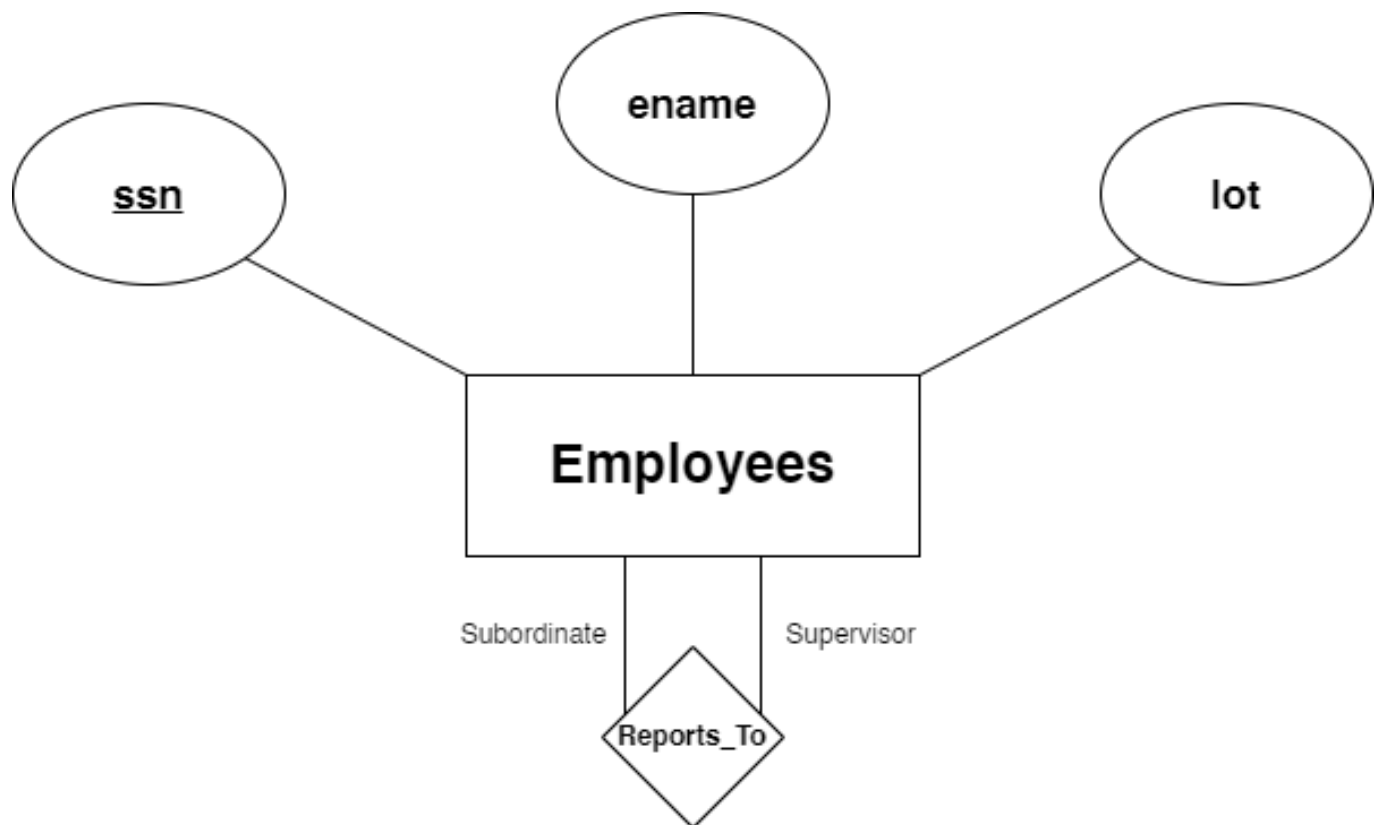 ename
ssn
lot
Employees
Subordinate
Supervisor
Reports_To